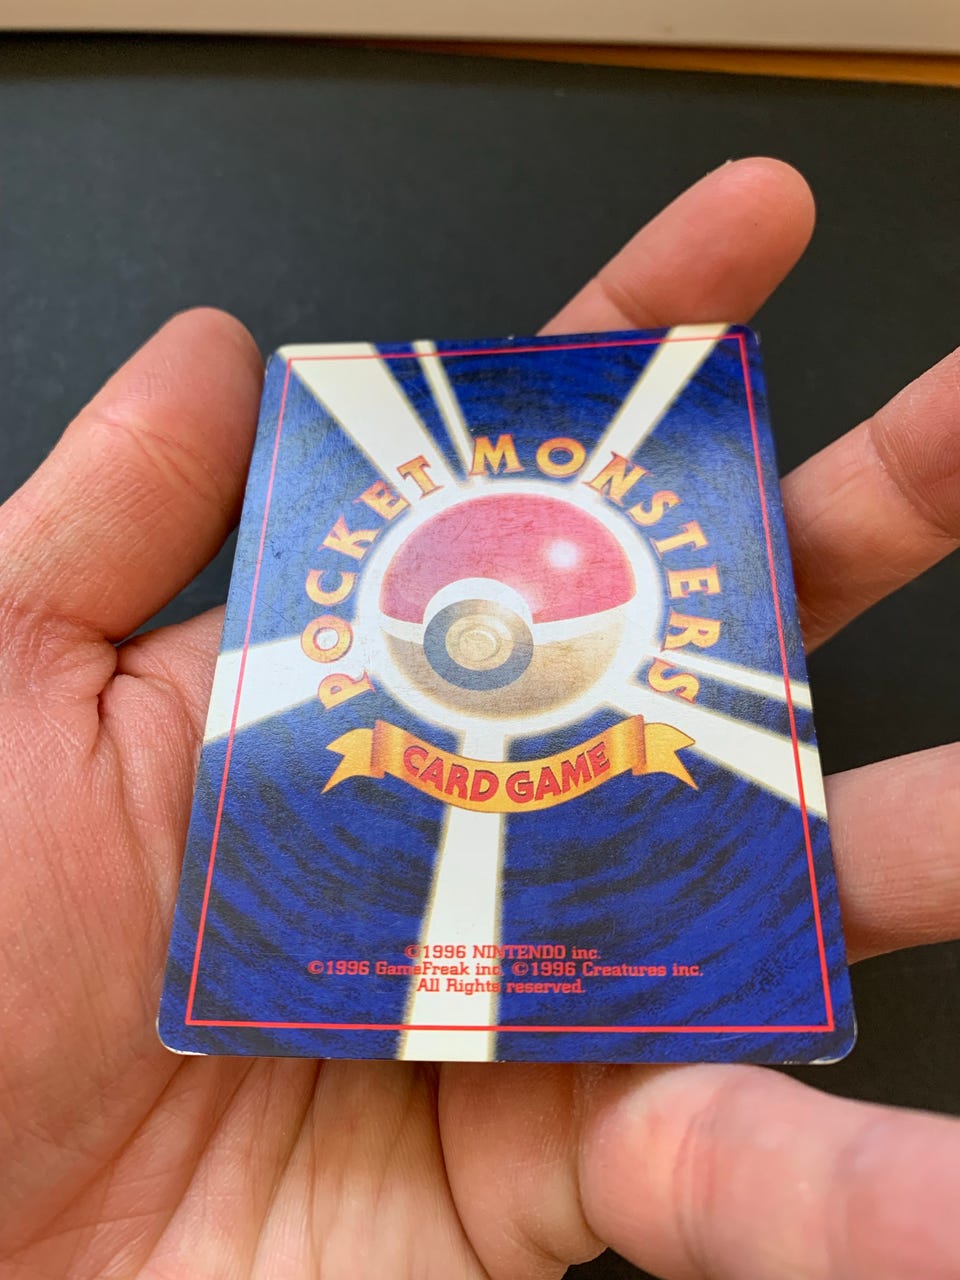 POCKET MONSTERS
CARD GAME
©1996 NINTENDO inc.
©1996 GameFreak inc. ©1996 Creatures inc.
All Rights reserved.